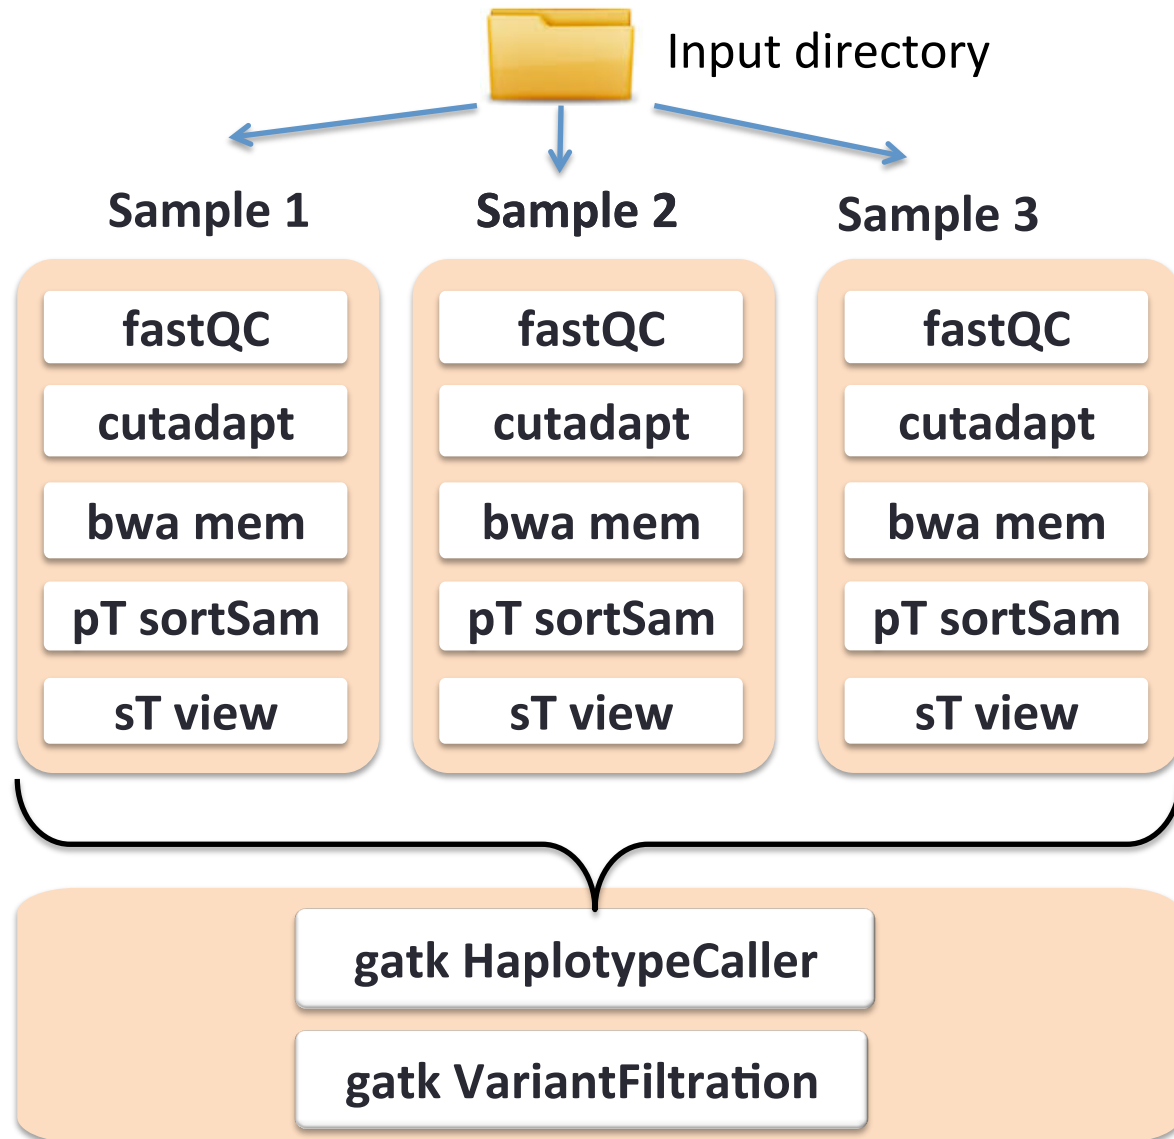 Input directory
Sample 1
Sample 2
Sample 3
fastQC
cutadapt
bwa mem
pT sortSam
sT view
fastQC
cutadapt
bwa mem
pT sortSam
sT view
fastQC
cutadapt
bwa mem
pT sortSam
sT view
gatk HaplotypeCaller
gatk VariantFiltration